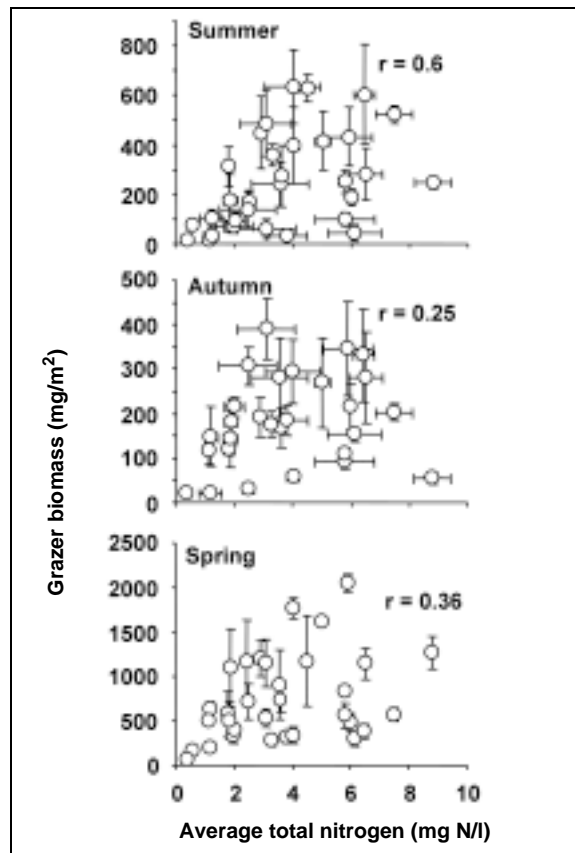 Summer
r = 0.6
800
600
400
200
0
Autumn
r = 0.25
500
400
300
200
100
0
Spring
r = 0.36
2500
2000
1500
1000
500
0
0 2 4 6 8 10
Grazer biomass (mg/m²)
Average total nitrogen (mg N/l)